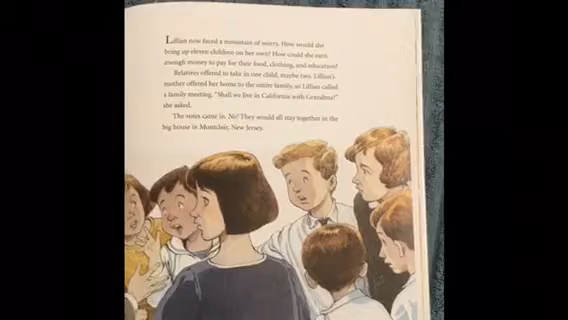 Lillian now faced a mountain of worry. How would she
bring up eleven children on her own? How could she earn
enough money to pay for their food, clothing, and education?
Relatives offered to take in one child, maybe two. Lillian's
mother offered her home to the entire family, so Lillian called
a family meeting. "Shall we live in California with Grandma?"
she asked.
The votes came in. No! They would all stay together in the
big house in Montclair, New Jersey.